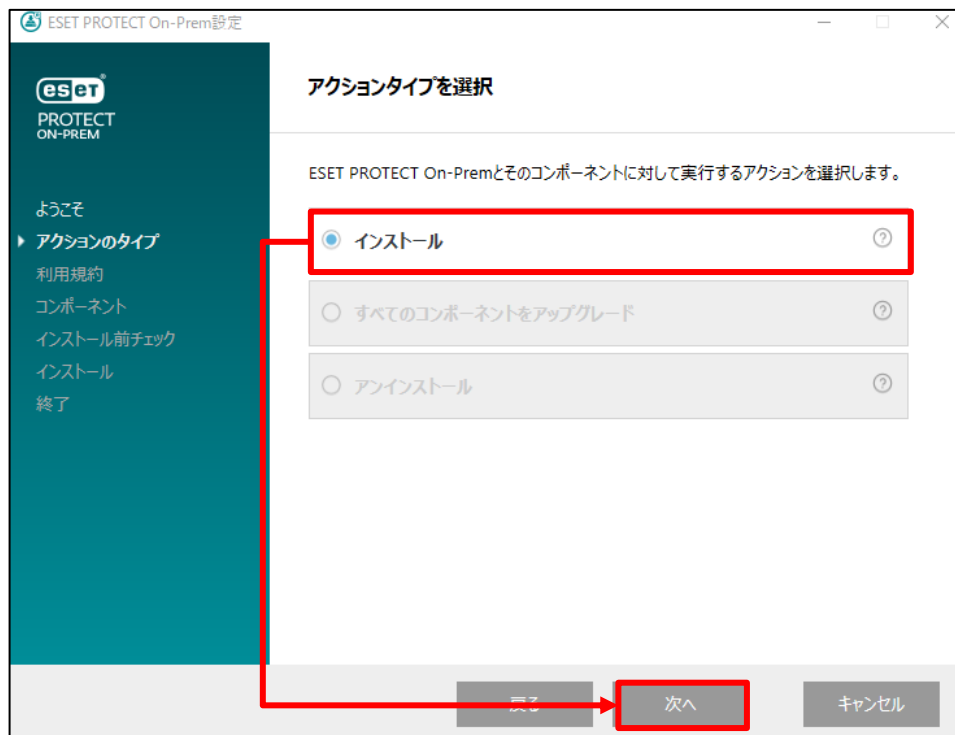 ESET PROTECT On-Prem設定
eset
PROTECT
ON-PREM
ようこそ
アクションのタイプ
利用規約
コンポーネント
インストール前チェック
インストール
終了
アクションタイプを選択
ESET PROTECT On-Premとそのコンポーネントに対して実行するアクションを選択します。
インストール
すべてのコンポーネントをアップグレード
アンインストール
戻る
次へ
キャンセル